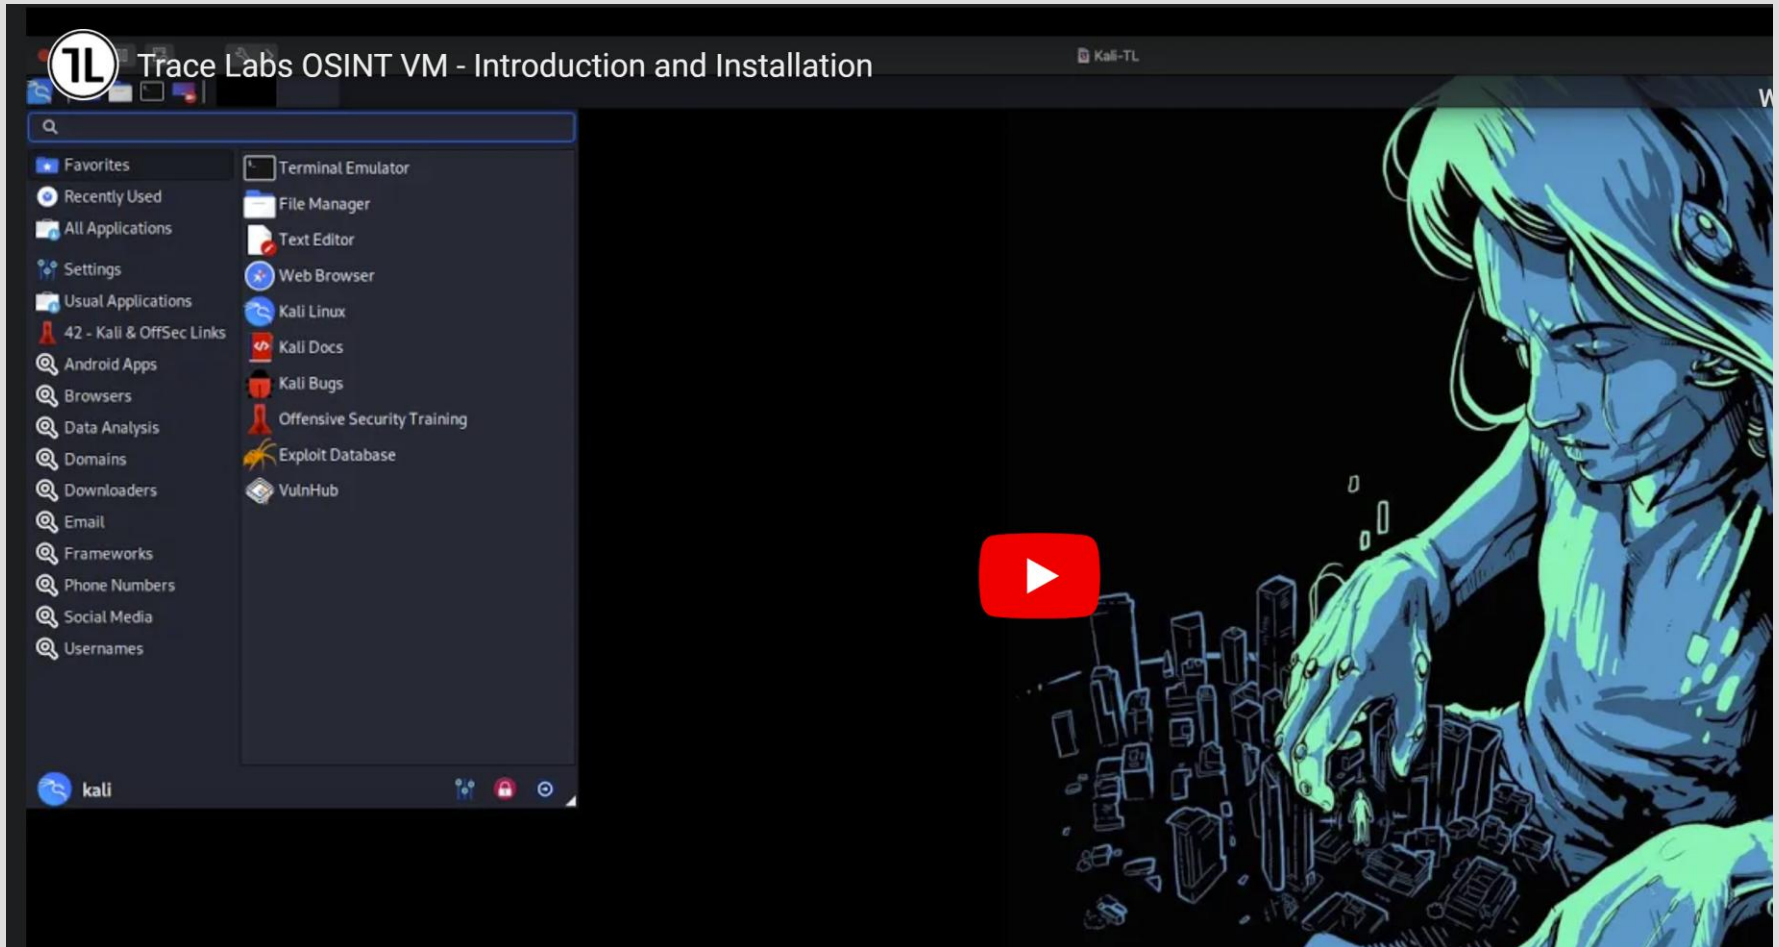 TL Trace Labs OSINT VM - Introduction and Installation
Kali-TL
W
Favorites
Recently Used
All Applications
Settings
Usual Applications
42 - Kali & OffSec Links
Android Apps
Browsers
Data Analysis
Domains
Downloaders
Email
Frameworks
Phone Numbers
Social Media
Usernames
Terminal Emulator
File Manager
Text Editor
Web Browser
Kali Linux
Kali Docs
Kali Bugs
Offensive Security Training
Exploit Database
VulnHub
kali